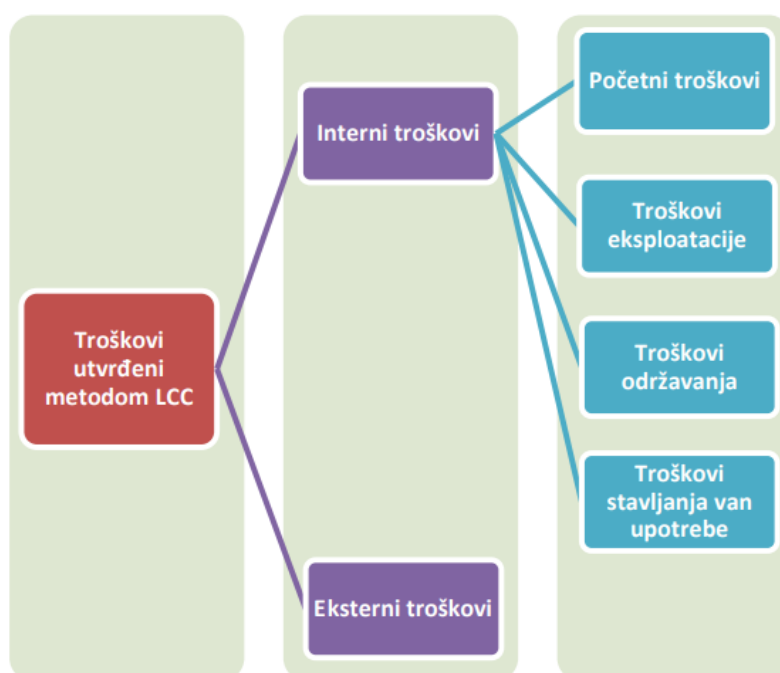 Troškovi
utvrđeni
metodom LCC
Interni troškovi
Eksterni troškovi
Početni troškovi
Troškovi
eksploatacije
Troškovi
održavanja
Troškovi
stavljanja van
upotrebe